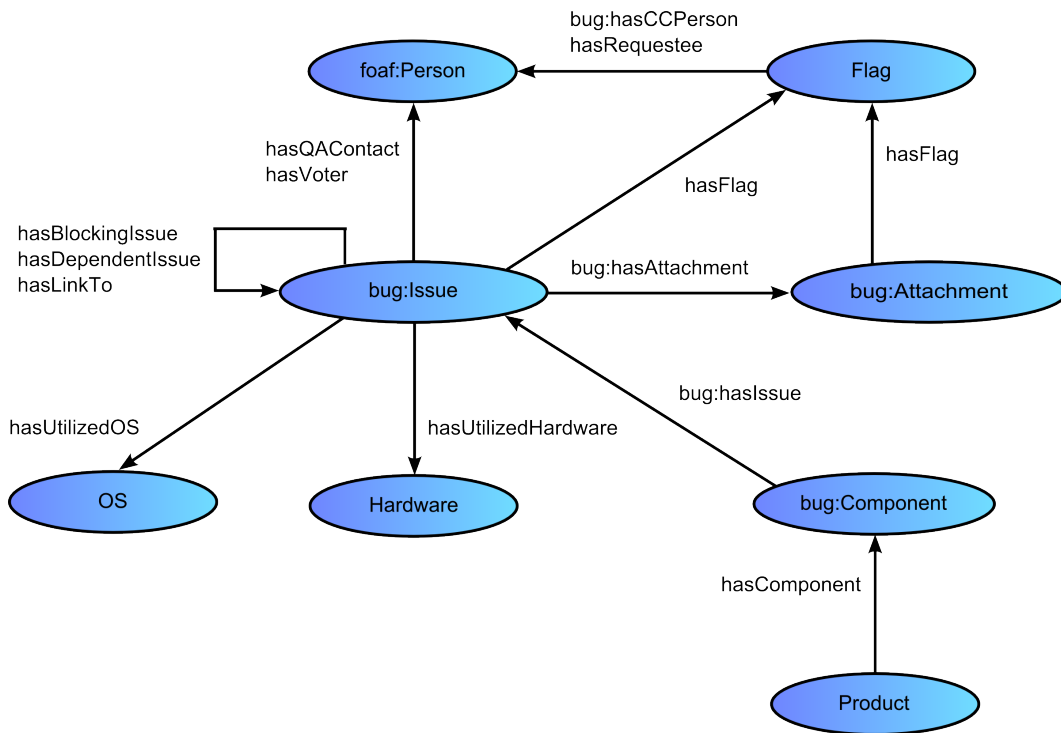 bug:hasCCPerson
hasRequestee
foaf:Person
Flag
hasQAContact
hasVoter
hasFlag
hasFlag
hasBlockingIssue
hasDependentIssue
hasLinkTo
bug:hasAttachment
bug:Issue
bug:Attachment
bug:hasIssue
hasUtilizedOS
hasUtilizedHardware
OS
Hardware
bug:Component
hasComponent
Product